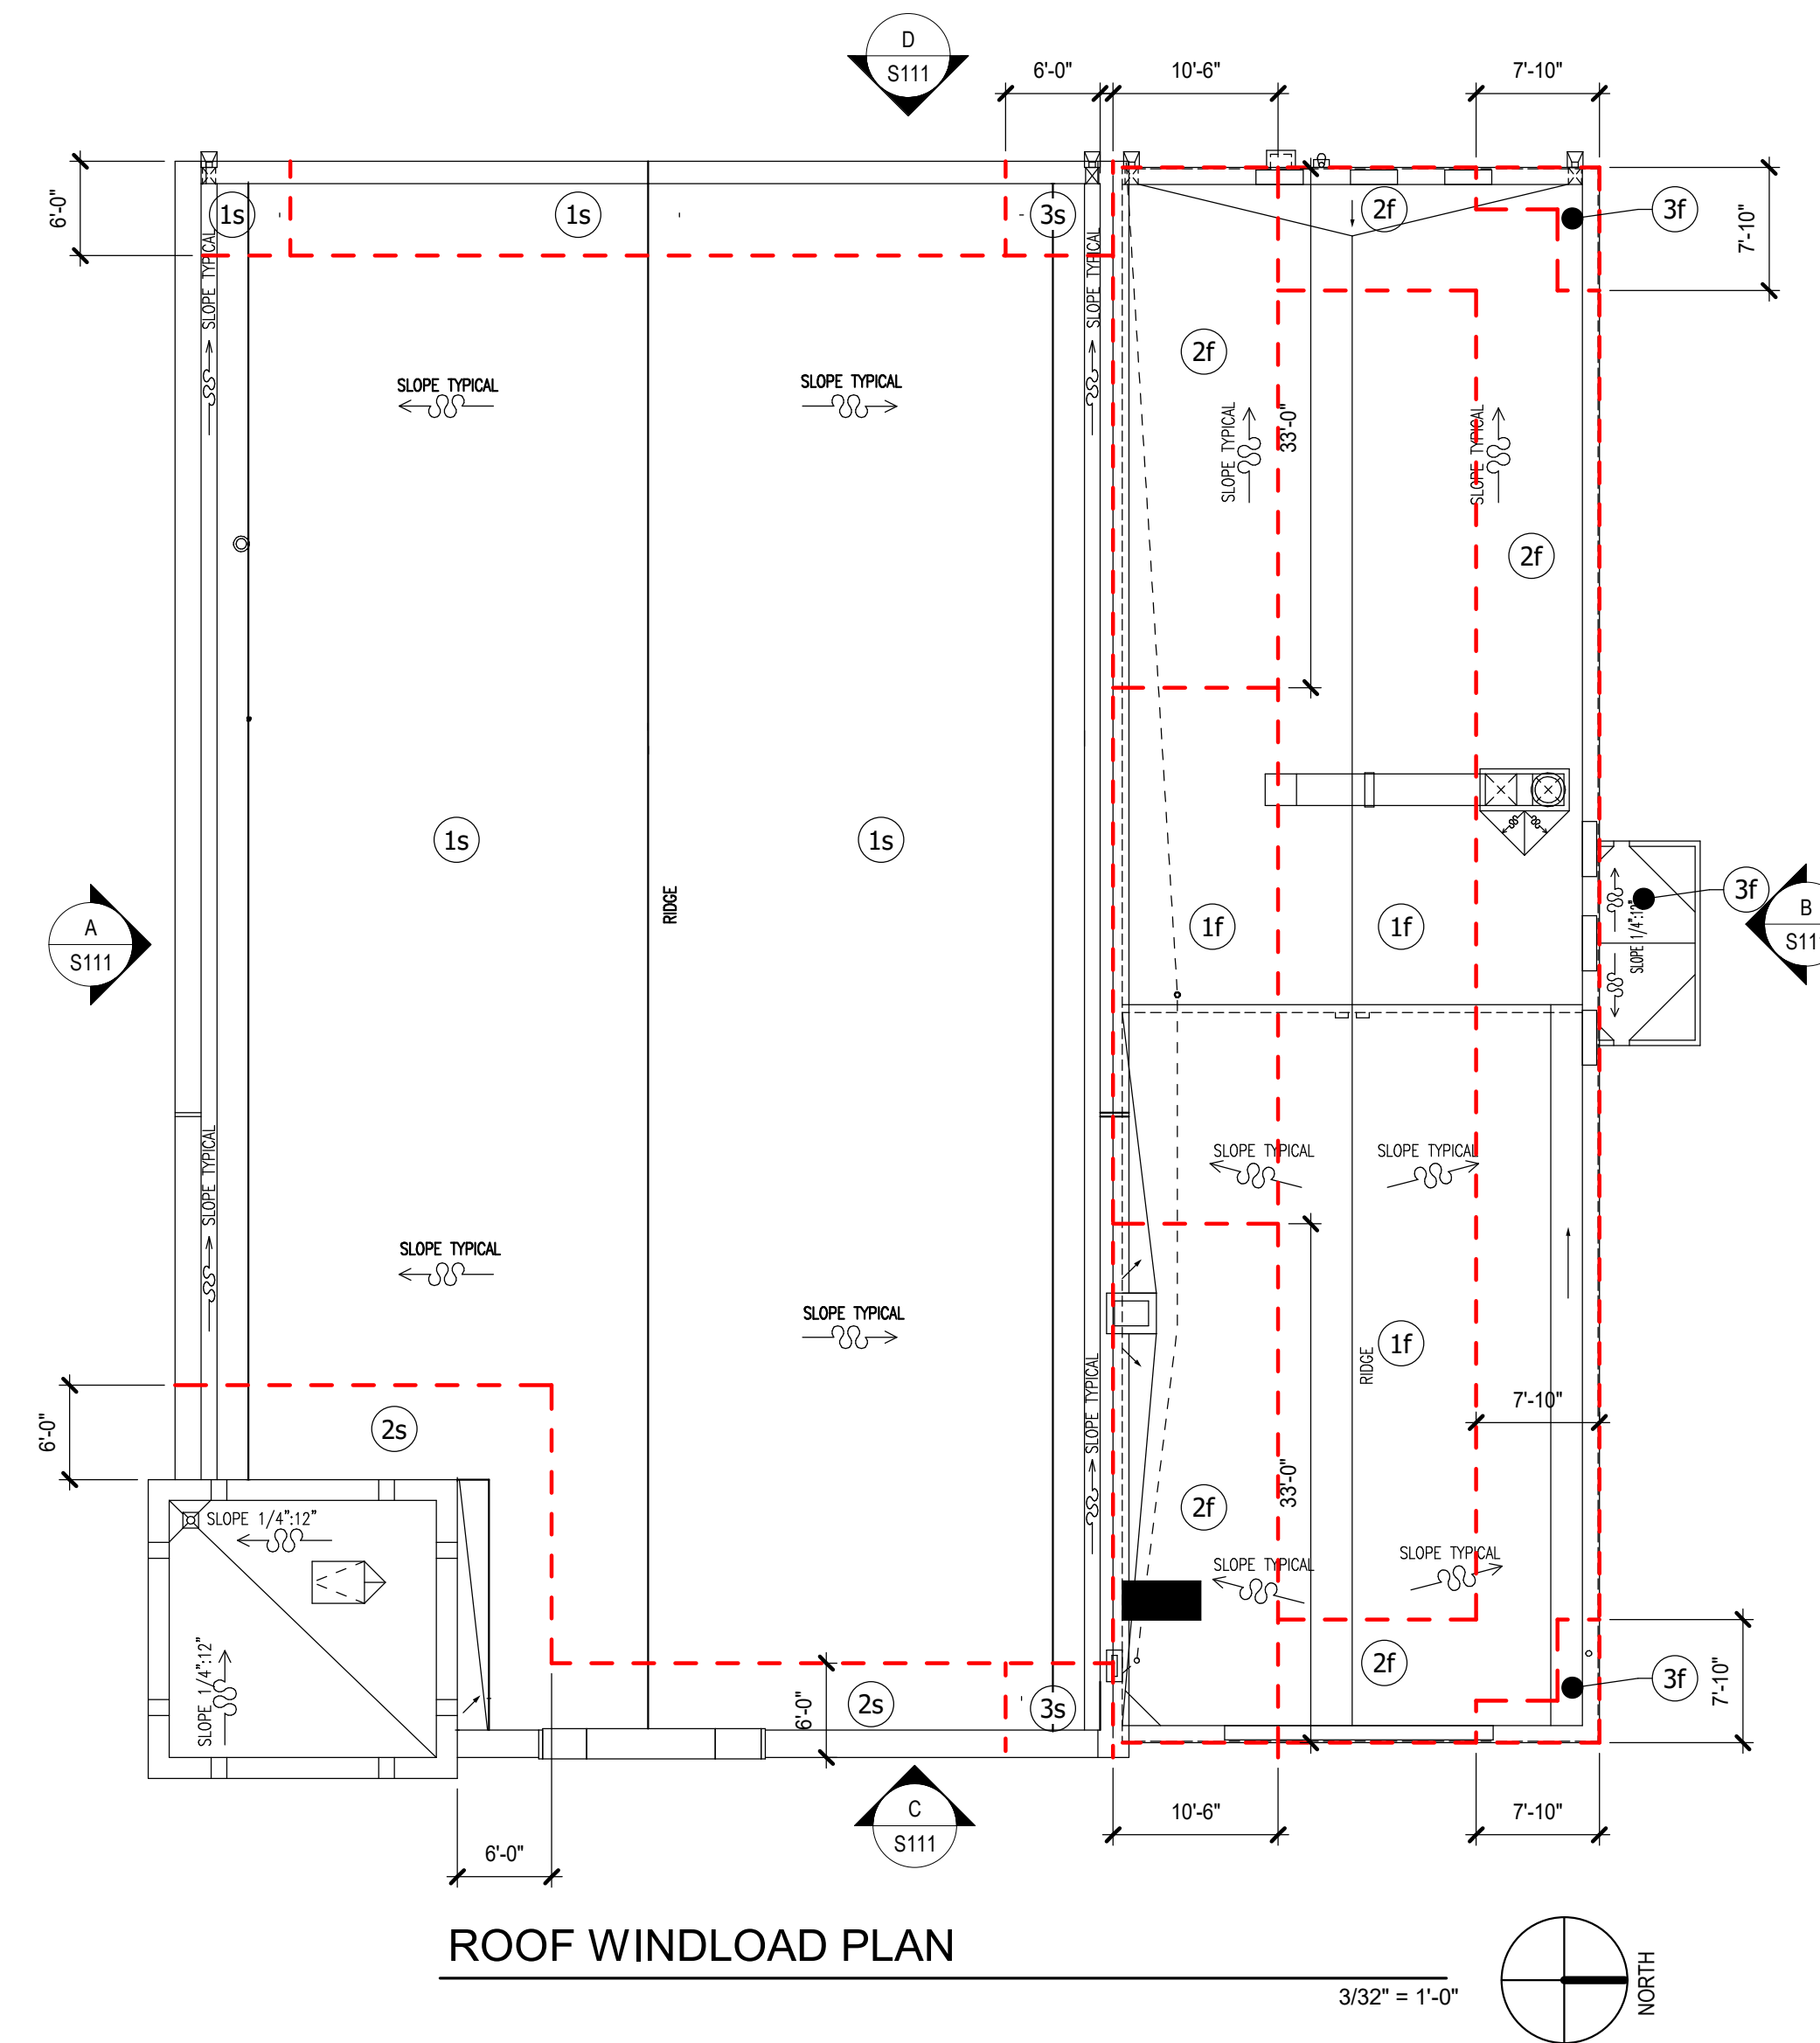 D
S111
6'-0"
10'-6"
7'-10"
6'-0"
1s
1s
3s
2f
3f
7'-10"
SLOPE TYPICAL
SLOPE TYPICAL
2f
SLOPE TYPICAL
SLOPE TYPICAL
SLOPE TYPICAL
33'-0"
SLOPE TYPICAL
2f
1s
1s
RIDGE
A
S111
1f
1f
3f
SLOPE 1/4":12"
B
S11
SLOPE TYPICAL
SLOPE TYPICAL
SLOPE TYPICAL
SLOPE TYPICAL
SLOPE TYPICAL
1f
RIDGE
SLOPE TYPICAL
7'-10"
6'-0"
2s
33'-0"
2f
SLOPE 1/4":12"
SLOPE TYPICAL
SLOPE TYPICAL
SLOPE 1/4":12"
6'-0"
2s
3s
2f
3f
7'-10"
C
S111
10'-6"
7'-10"
6'-0"
ROOF WINDLOAD PLAN
3/32" = 1'-0"
NORTH